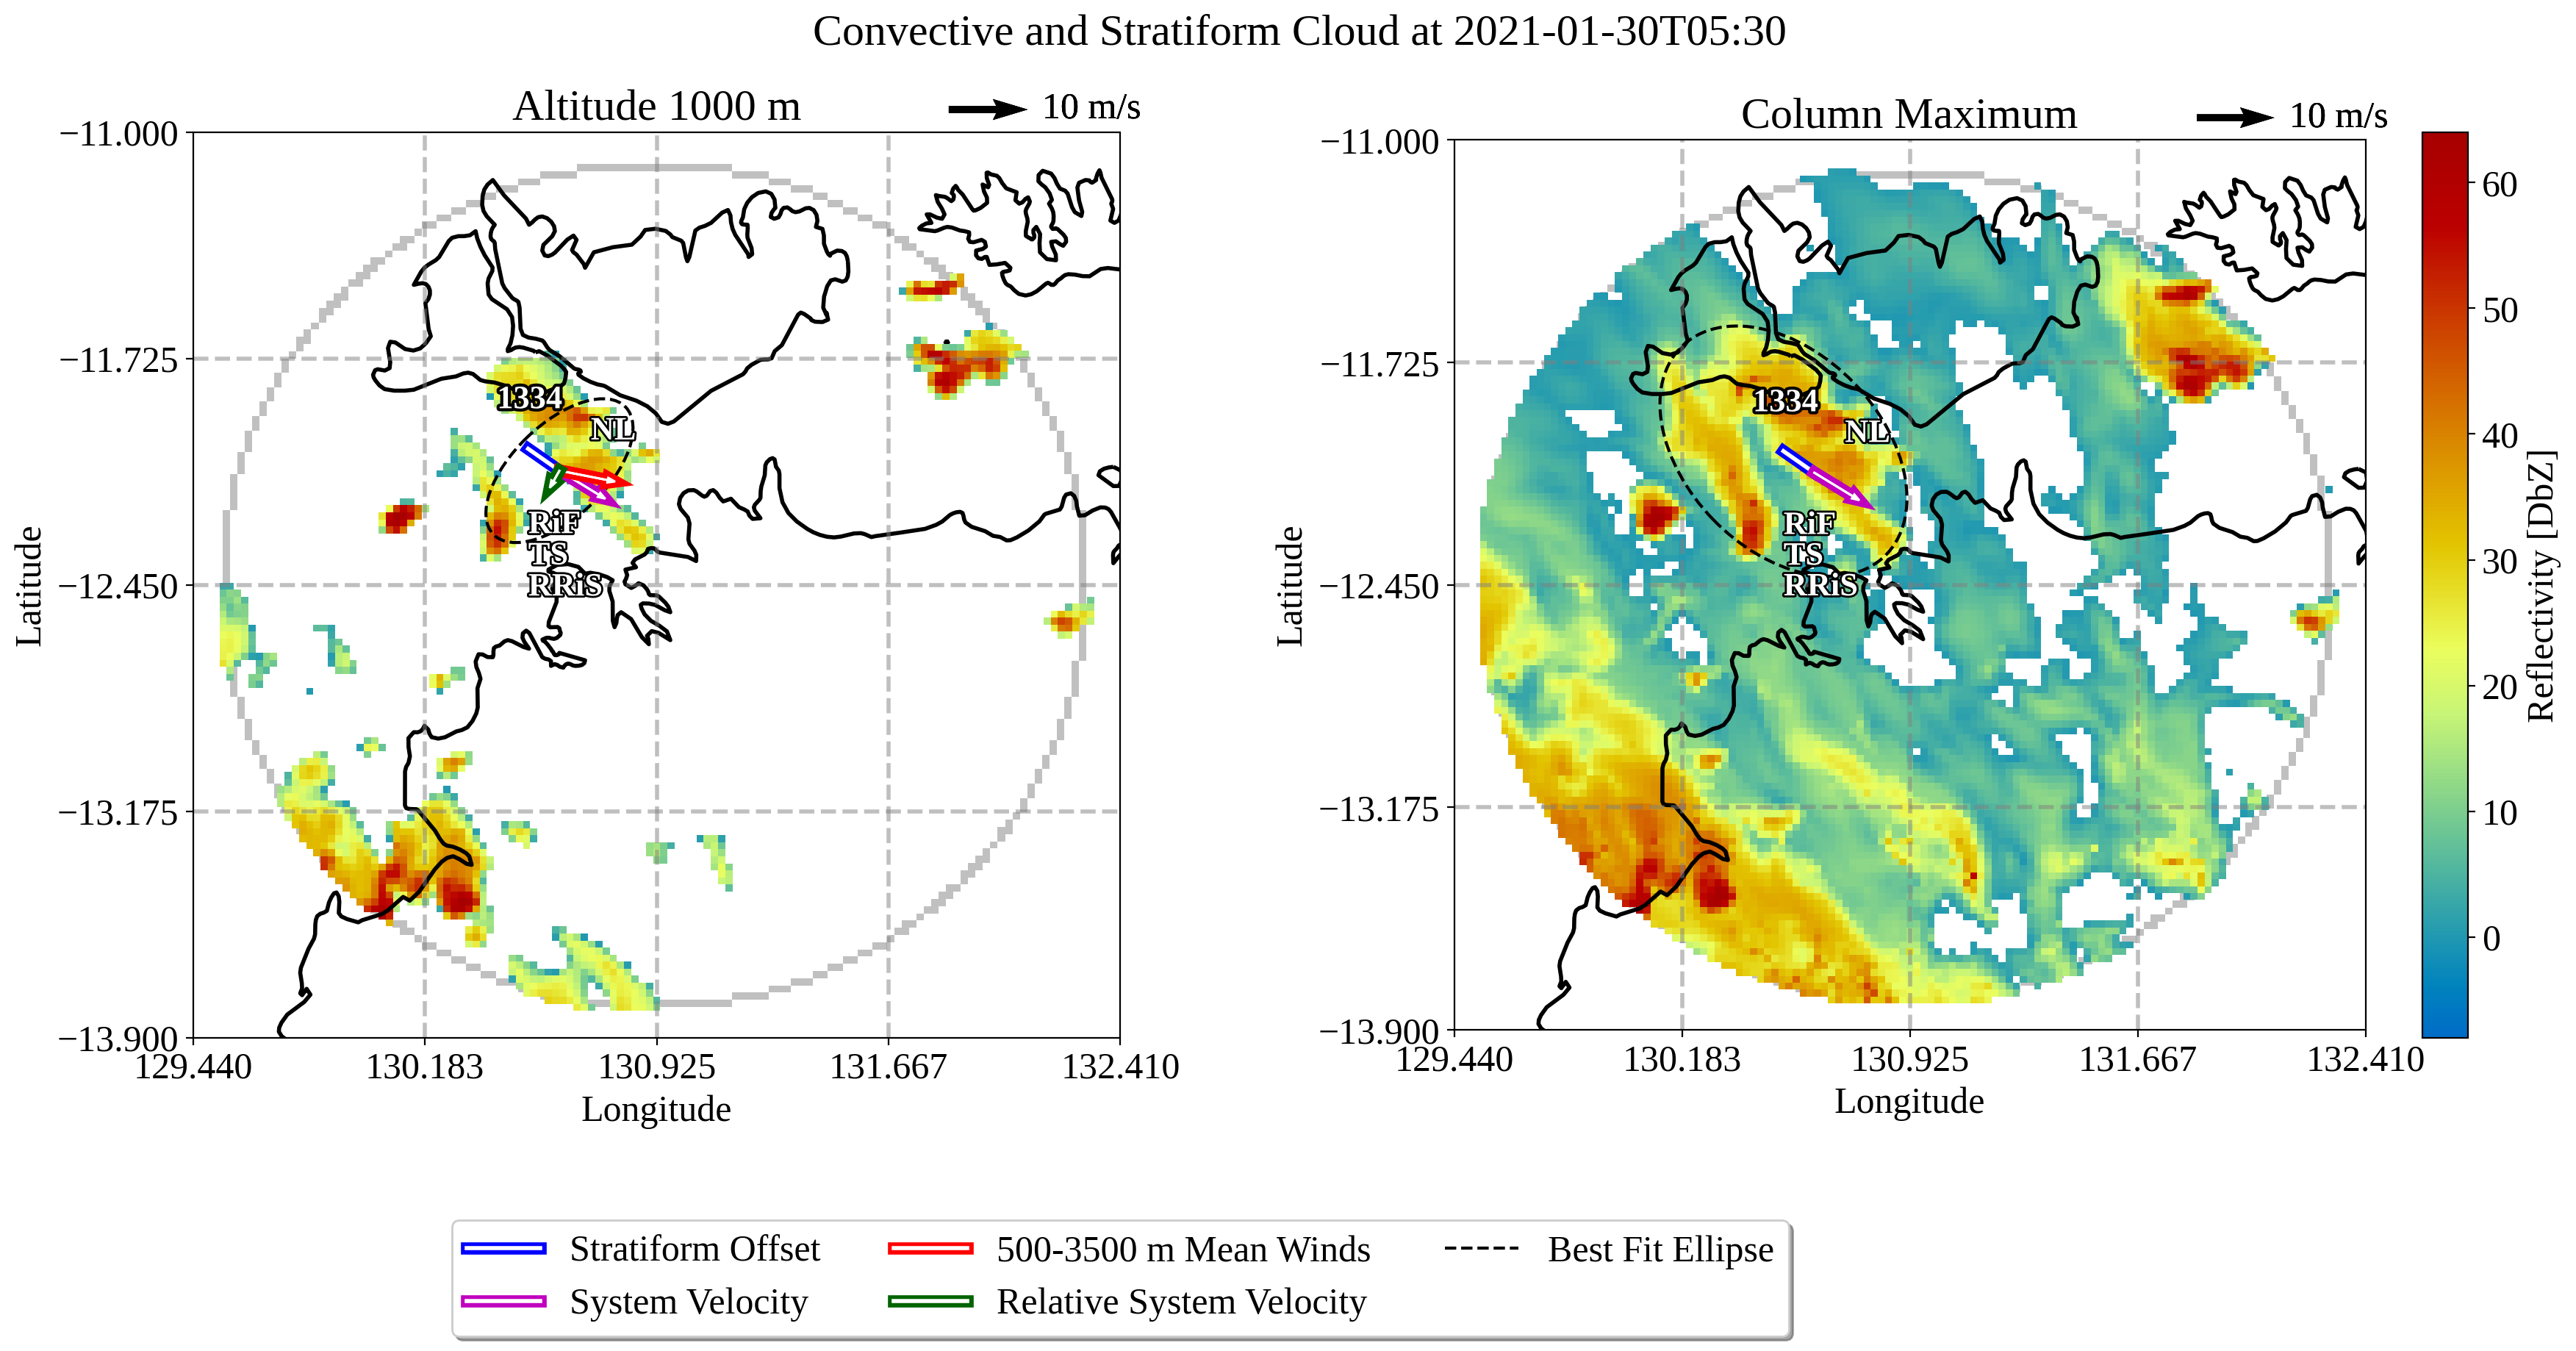 Convective and Stratiform Cloud at 2021-01-30T05:30
Altitude 1000 m
10 m/s
−11.000
−11.725
−12.450
−13.175
−13.900
Latitude
1334
NL
RiF
TS
RRiS
129.440
130.183
130.925
131.667
132.410
Longitude
Column Maximum
10 m/s
−11.000
−11.725
−12.450
−13.175
−13.900
Latitude
1334
NL
RiF
TS
RRiS
129.440
130.183
130.925
131.667
132.410
Longitude
60
50
40
30
20
10
0
Reflectivity [DbZ]
Stratiform Offset
System Velocity
500-3500 m Mean Winds
Relative System Velocity
Best Fit Ellipse